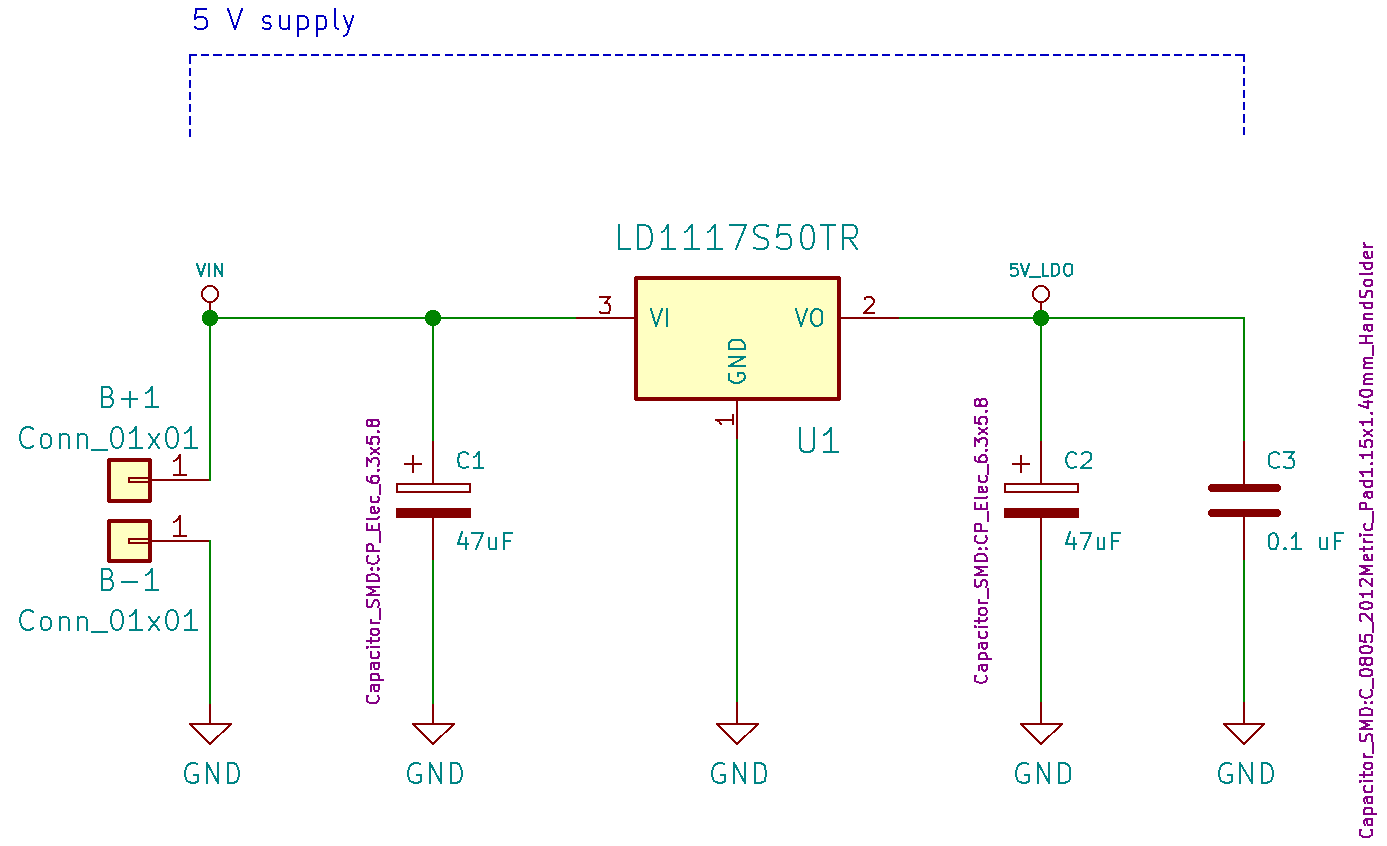 5 V supply
LD1117S50TR
VIN
5V_LDO
3
VI
VO
2
GND
1
U1
B+1
Conn_01x01
1
1
B-1
Conn_01x01
Capacitor_SMD:CP_Elec_6.3x5.8
+
C1
47uF
Capacitor_SMD:CP_Elec_6.3x5.8
+
C2
47uF
C3
0.1 uF
Capacitor_SMD:C_0805_2012Metric_Pad1.15x1.40mm_HandSolder
GND
GND
GND
GND
GND